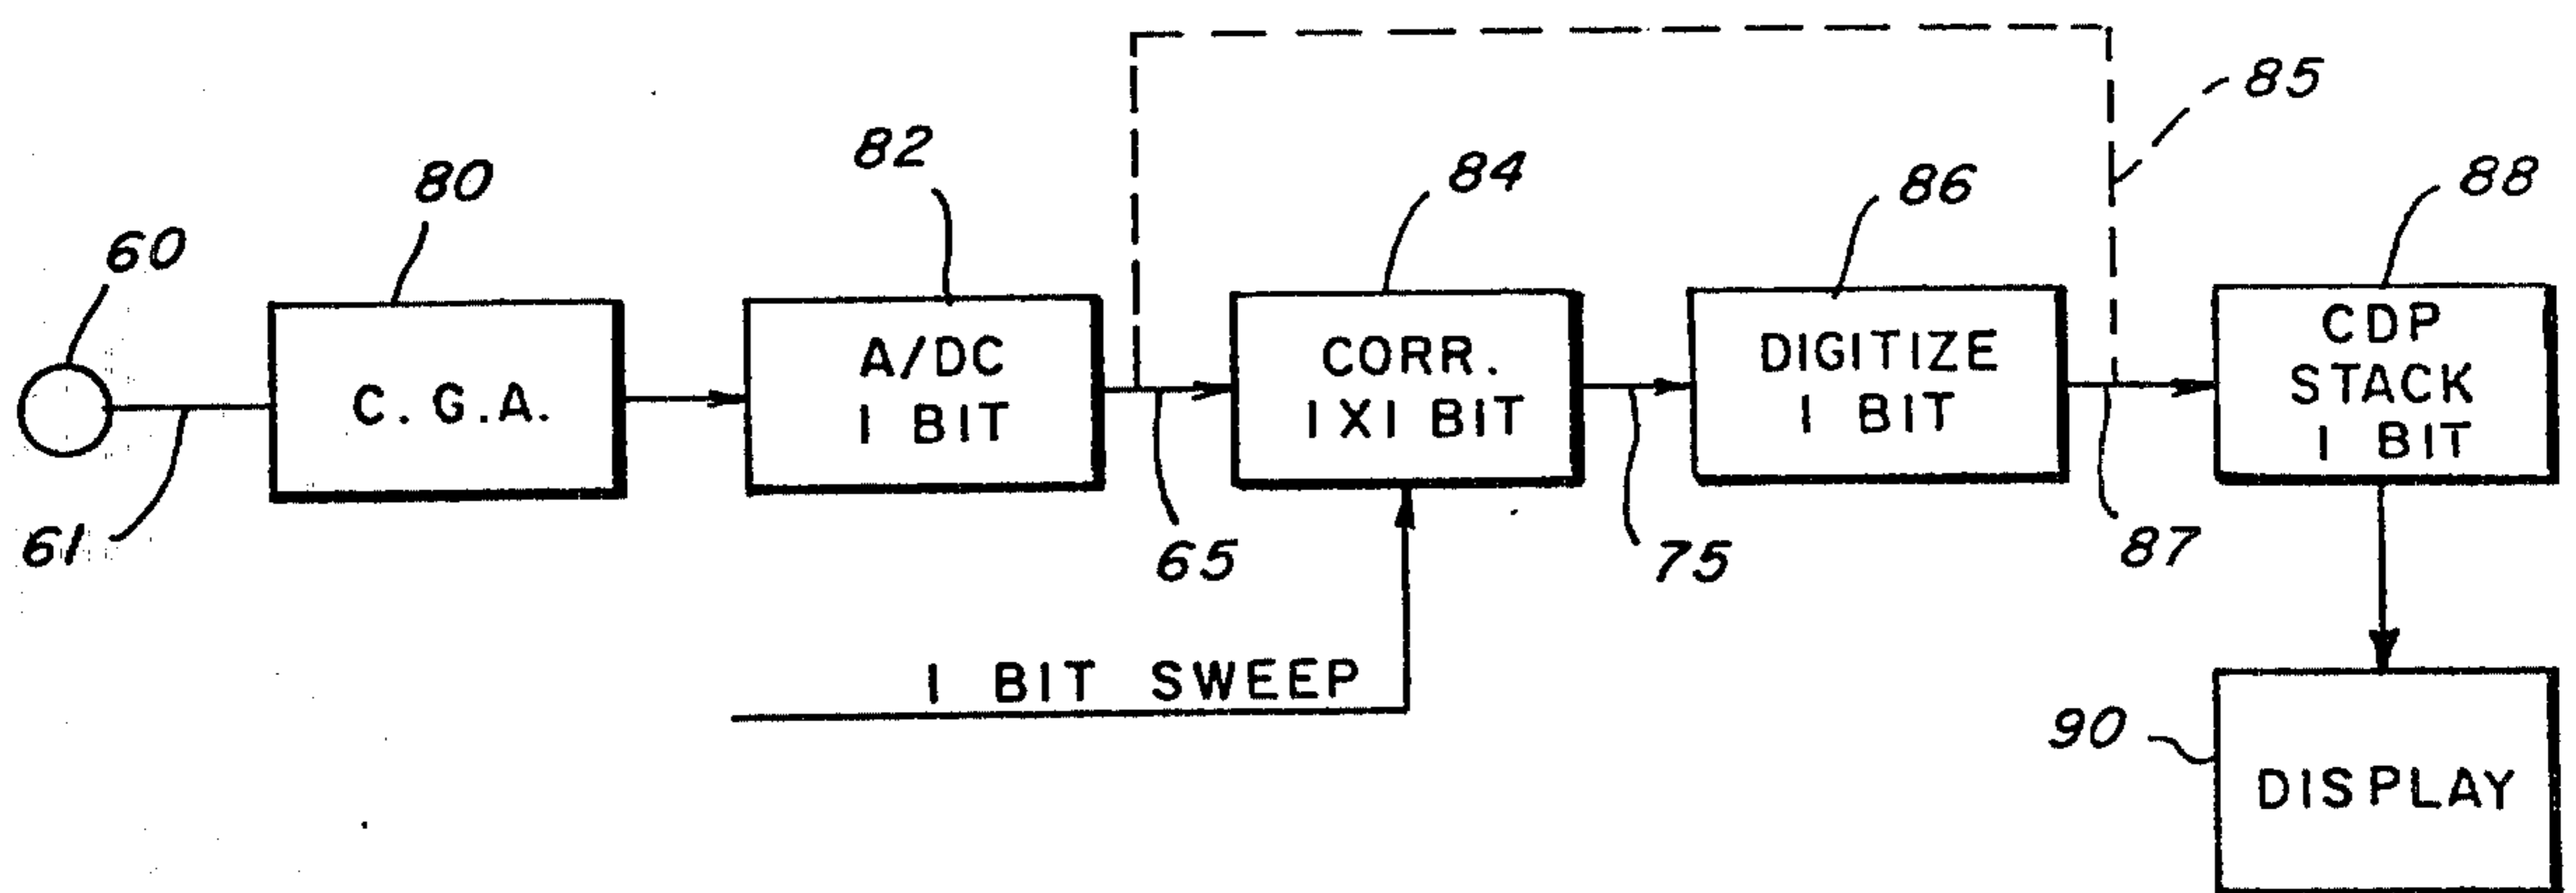 85
82
80
84
86
88
60
C. G. A.
A/DC
1 BIT
CORR.
1X1 BIT
DIGITIZE
1 BIT
CDP
STACK
1 BIT
61
65
75
87
1 BIT SWEEP
90
DISPLAY